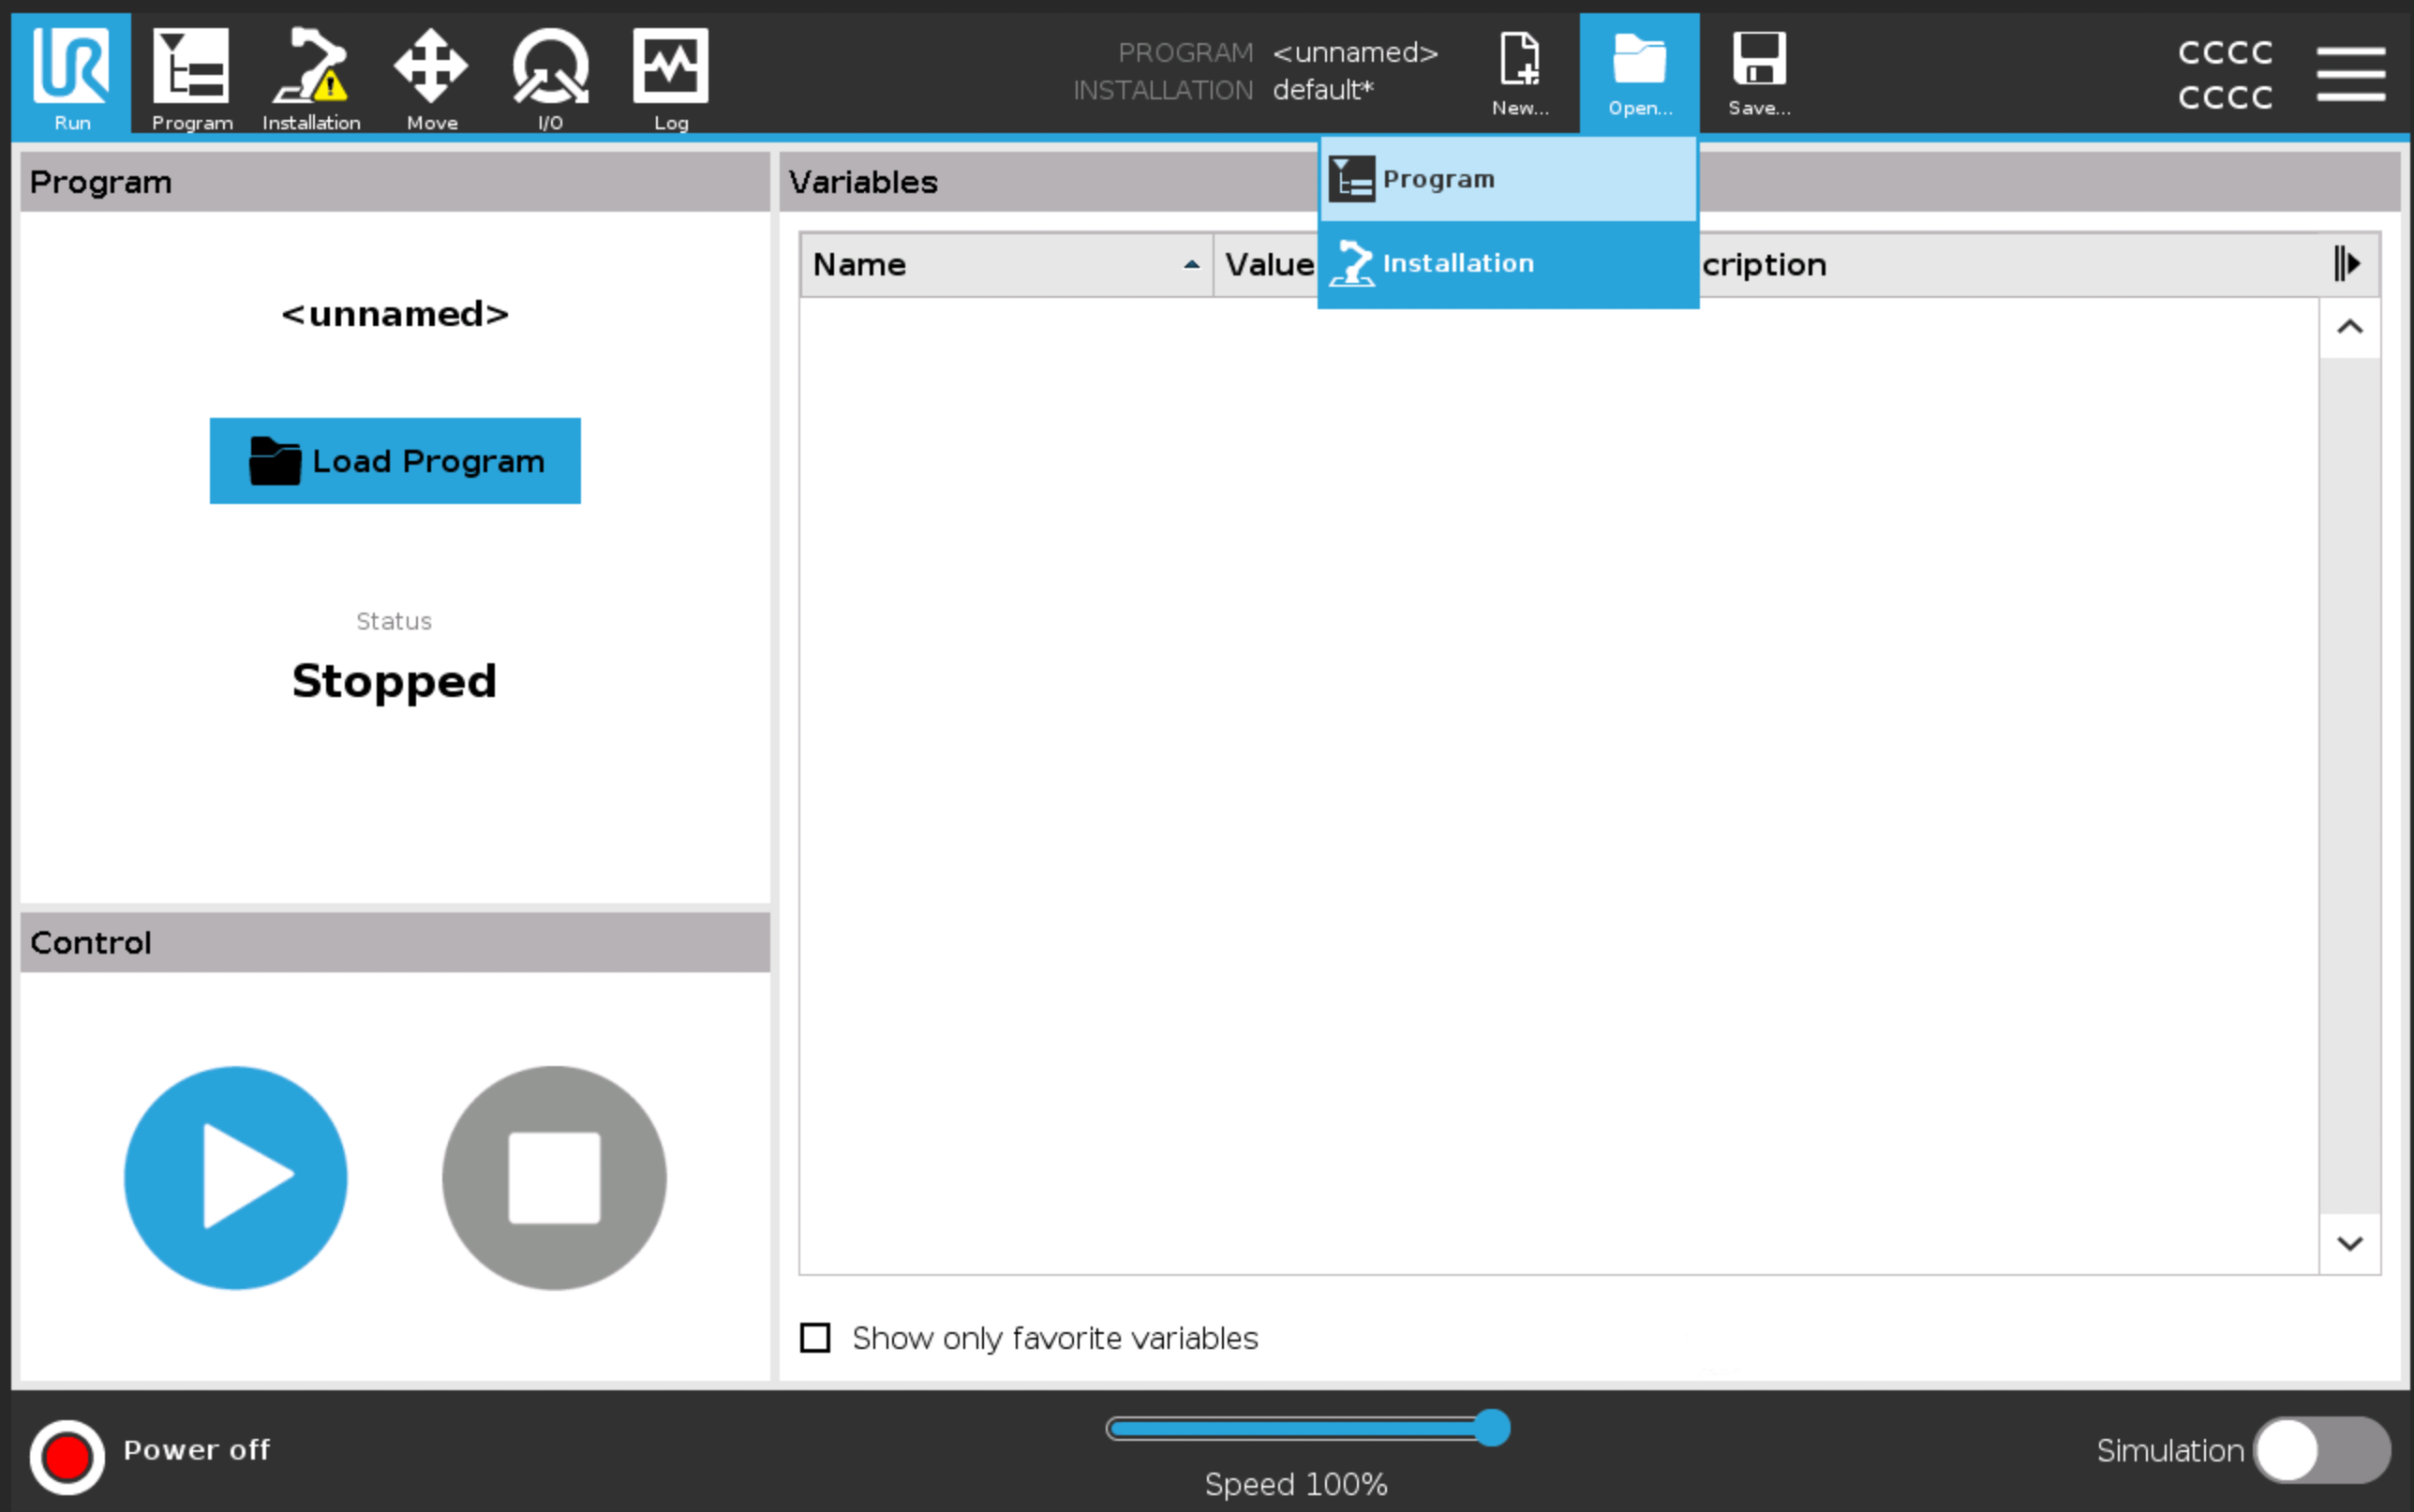 Run
Program
Installation
Move
I/O
Log
PROGRAM <unnamed>
INSTALLATION default*
New...
Open...
Save...
CCCC
CCCC
Program
Installation
Program
<unnamed>
Load Program
Status
Stopped
Control
Variables
Name
Value
cription
Show only favorite variables
Power off
Speed 100%
Simulation